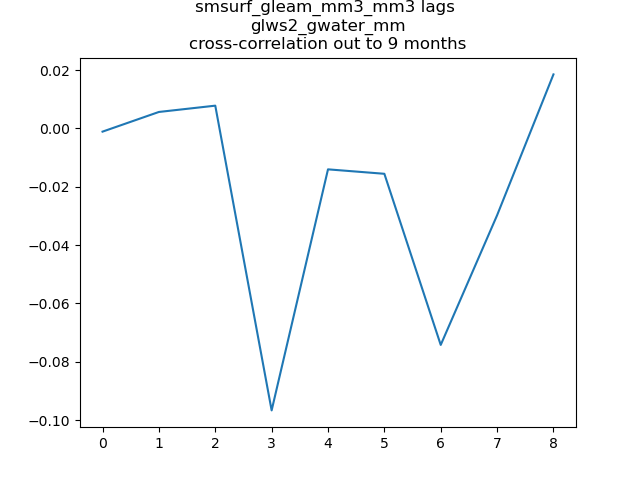 smsurf_gleam_mm3_mm3 lags
glws2_gwater_mm
cross-correlation out to 9 months
0.02
0.00
−0.02
−0.04
−0.06
−0.08
−0.10
0 1 2 3 4 5 6 7 8